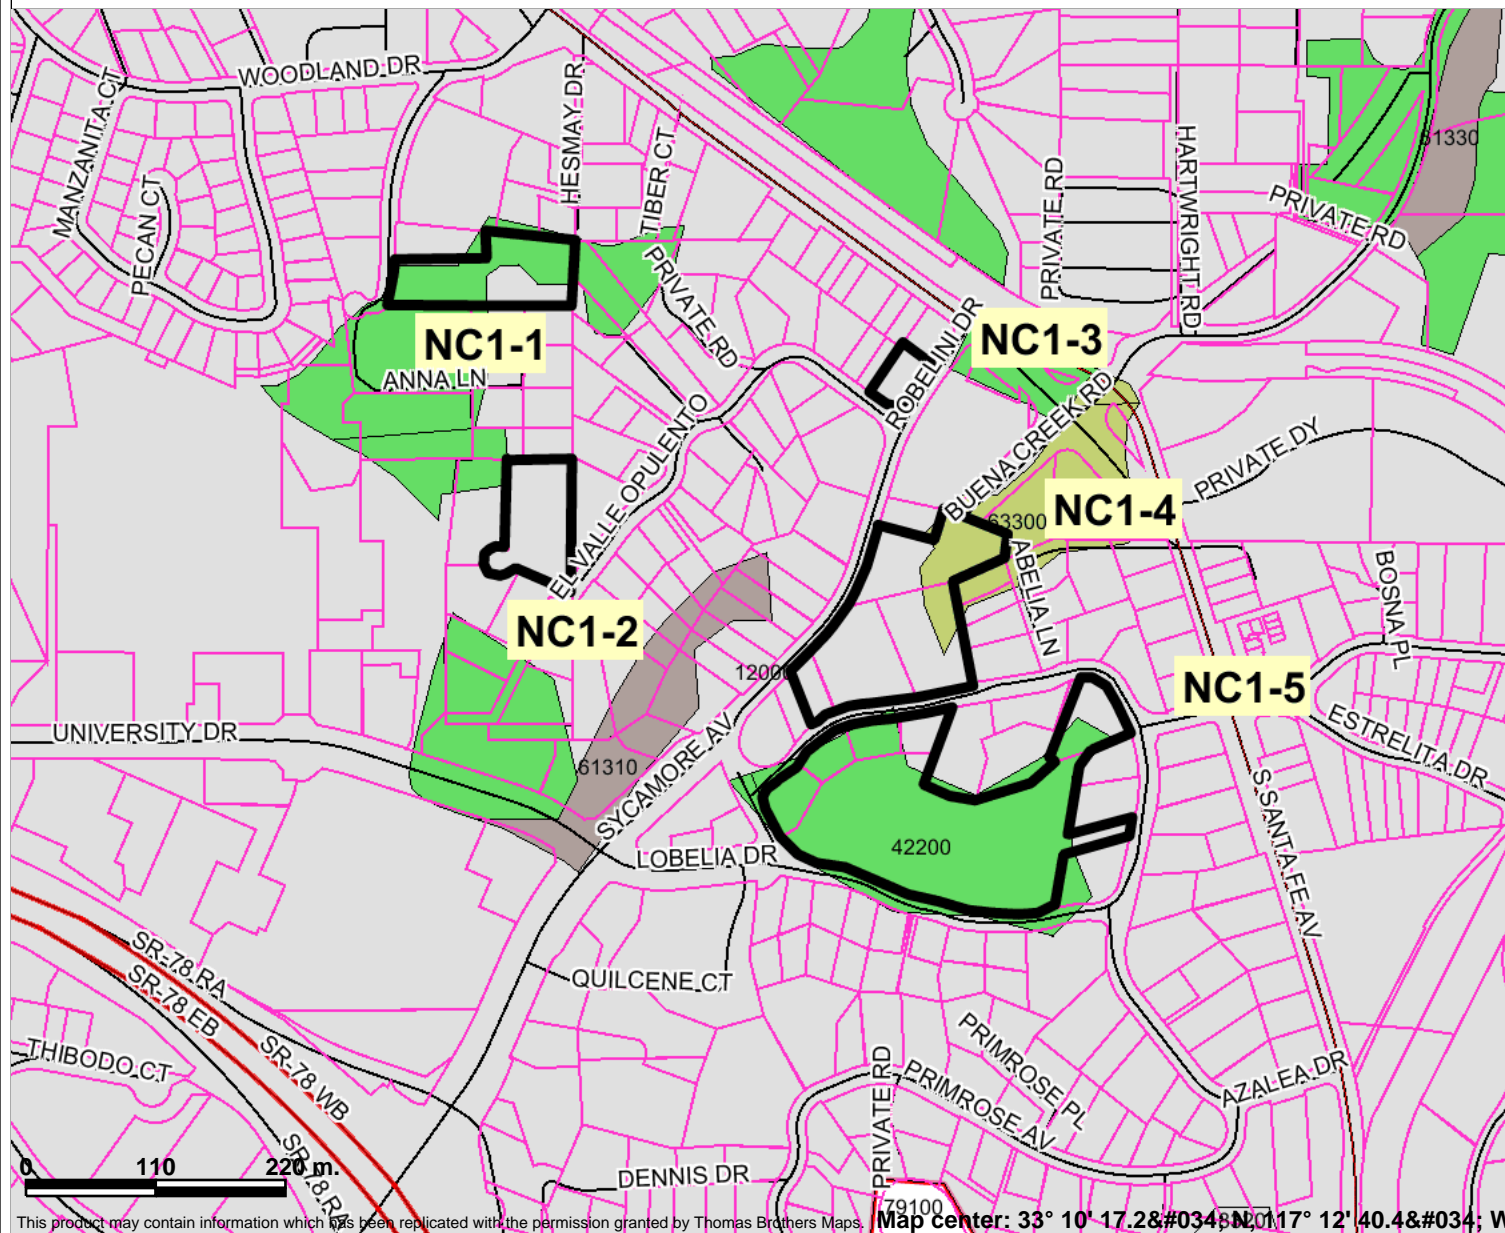 WOODLAND DR
MANZANITA CT
PECAN CT
HESMAY DR
TIBER CT
PRIVATE RD
PRIVATE RD
HARTWRIGHT RD
PRIVATE RD
61330
NC1-1
ANNA LN
ROBELINI DR
NC1-3
BUENA CREEK RD
EL VALLE OPULENTO
PRIVATE DY
63300
NC1-4
ABELIA LN
BOSNA PL
NC1-2
12000
NC1-5
UNIVERSITY DR
61310
SYCAMORE AV
ESTRELITA DR
S SANTA FE AV
LOBELIA DR
42200
SR-78 RA
SR-78 EB
SR-78 WB
QUILCENE CT
THIBODO CT
PRIMROSE PL
PRIMROSE AV
PRIVATE RD
AZALEA DR
SR-78 RA
DENNIS DR
0 110 220 m.
79100
This product may contain information which has been replicated with the permission granted by Thomas Brothers Maps.
Map center: 33° 10' 17.2&#034; N, 117° 12' 40.4&#034; W